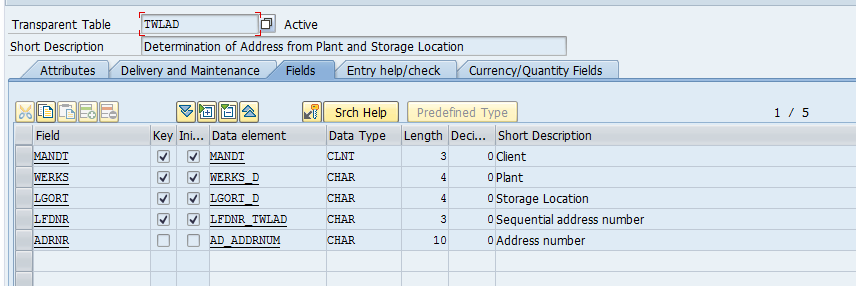 Transparent Table TWLAD Active
Short Description Determination of Address from Plant and Storage Location
Attributes Delivery and Maintenance Fields Entry help/check Currency/Quantity Fields
Srch Help Predefined Type 1 / 5
Field Key Ini... Data element Data Type Length Deci... Short Description
MANDT MANDT CLNT 3 0 Client
WERKS WERKS_D CHAR 4 0 Plant
LGORT LGORT_D CHAR 4 0 Storage Location
LFDNR LFDNR_TWLAD CHAR 3 0 Sequential address number
ADRNR AD_ADDRNUM CHAR 10 0 Address number